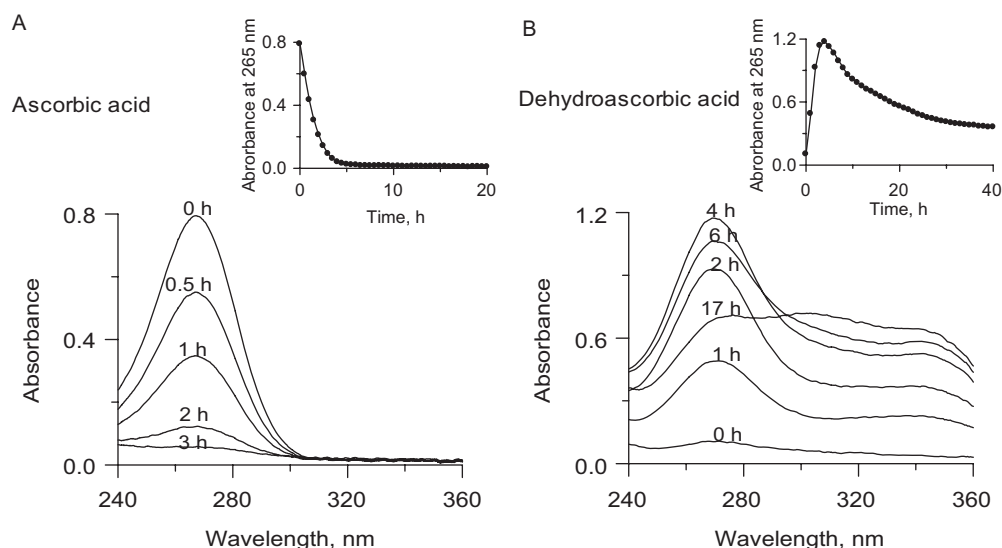 A
Abrorbance at 265 nm
0.8
0.4
0.0
0
10
20
Time, h
Ascorbic acid
0.8
0.4
0.0
Absorbance
0 h
0.5 h
1 h
2 h
3 h
240
280
320
360
Wavelength, nm
B
Abrorbance at 265 nm
1.2
0.6
0.0
0
20
40
Time, h
Dehydroascorbic acid
1.2
0.6
0.0
Absorbance
4 h
6 h
2 h
17 h
1 h
0 h
240
280
320
360
Wavelength, nm